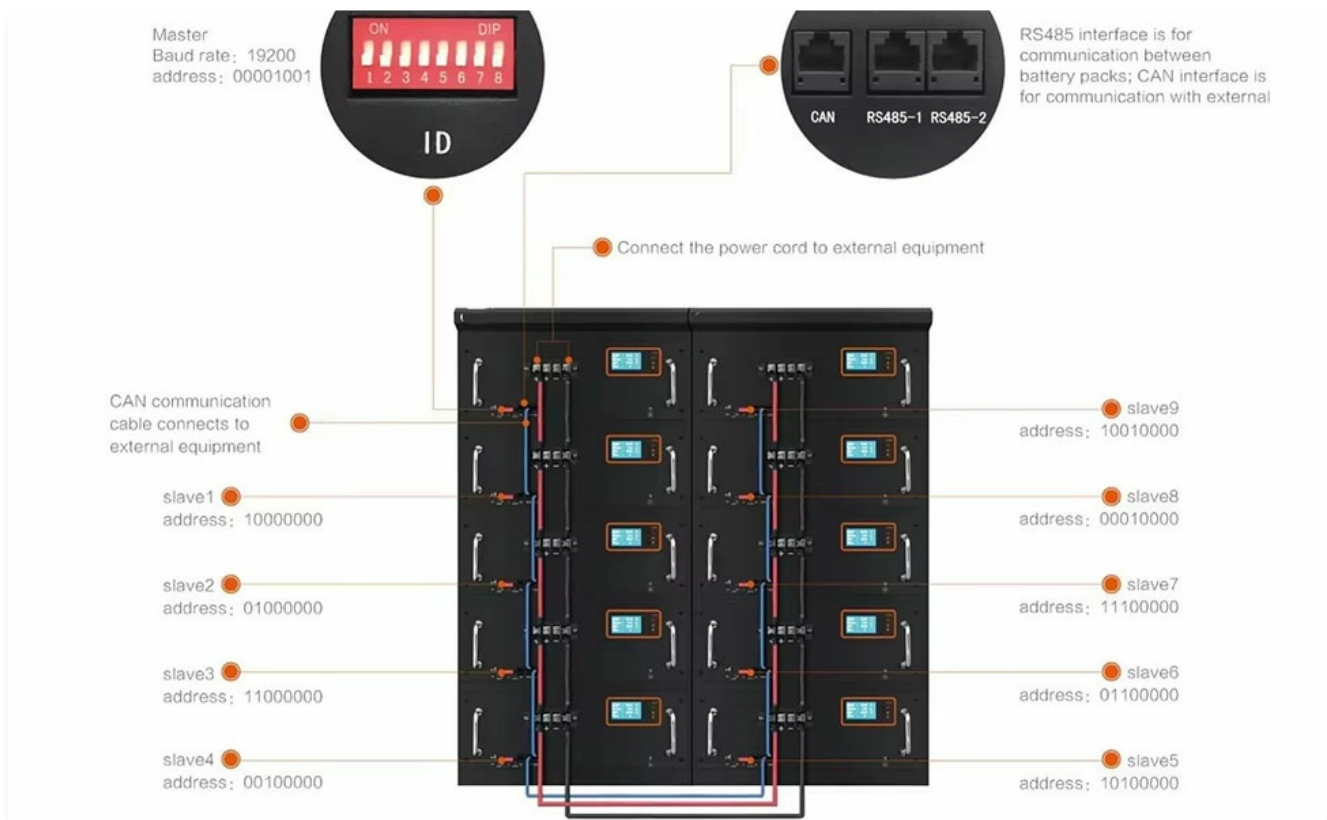 Master
Baud rate: 19200
address: 00001001
ON DIP
1 2 3 4 5 6 7 8
ID
CAN RS485-1 RS485-2
RS485 interface is for
communication between
battery packs; CAN interface is
for communication with external
Connect the power cord to external equipment
CAN communication
cable connects to
external equipment
slave1
address: 10000000
slave2
address: 01000000
slave3
address: 11000000
slave4
address: 00100000
slave9
address: 10010000
slave8
address: 00010000
slave7
address: 11100000
slave6
address: 01100000
slave5
address: 10100000